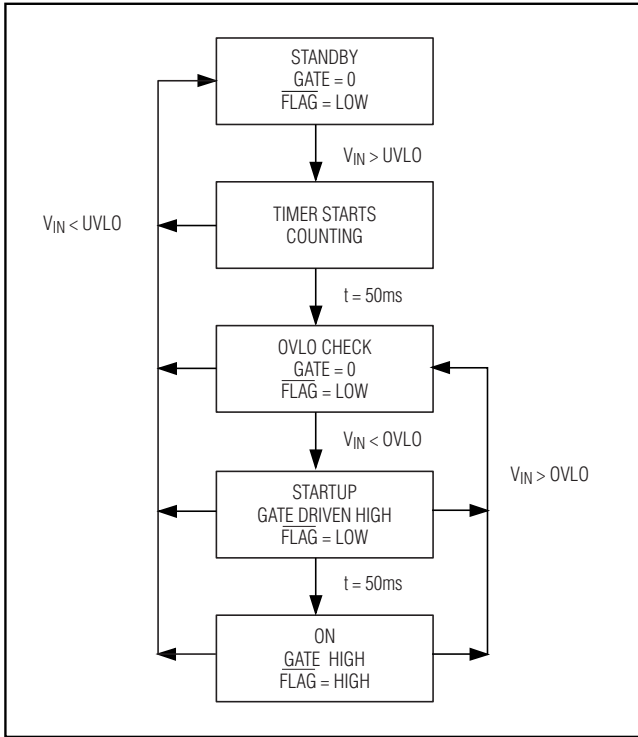 STANDBY
GATE = 0
FLAG = LOW
V_IN > UVLO
V_IN < UVLO
TIMER STARTS
COUNTING
t = 50ms
OVLO CHECK
GATE = 0
FLAG = LOW
V_IN < OVLO
V_IN > OVLO
STARTUP
GATE DRIVEN HIGH
FLAG = LOW
t = 50ms
ON
GATE HIGH
FLAG = HIGH